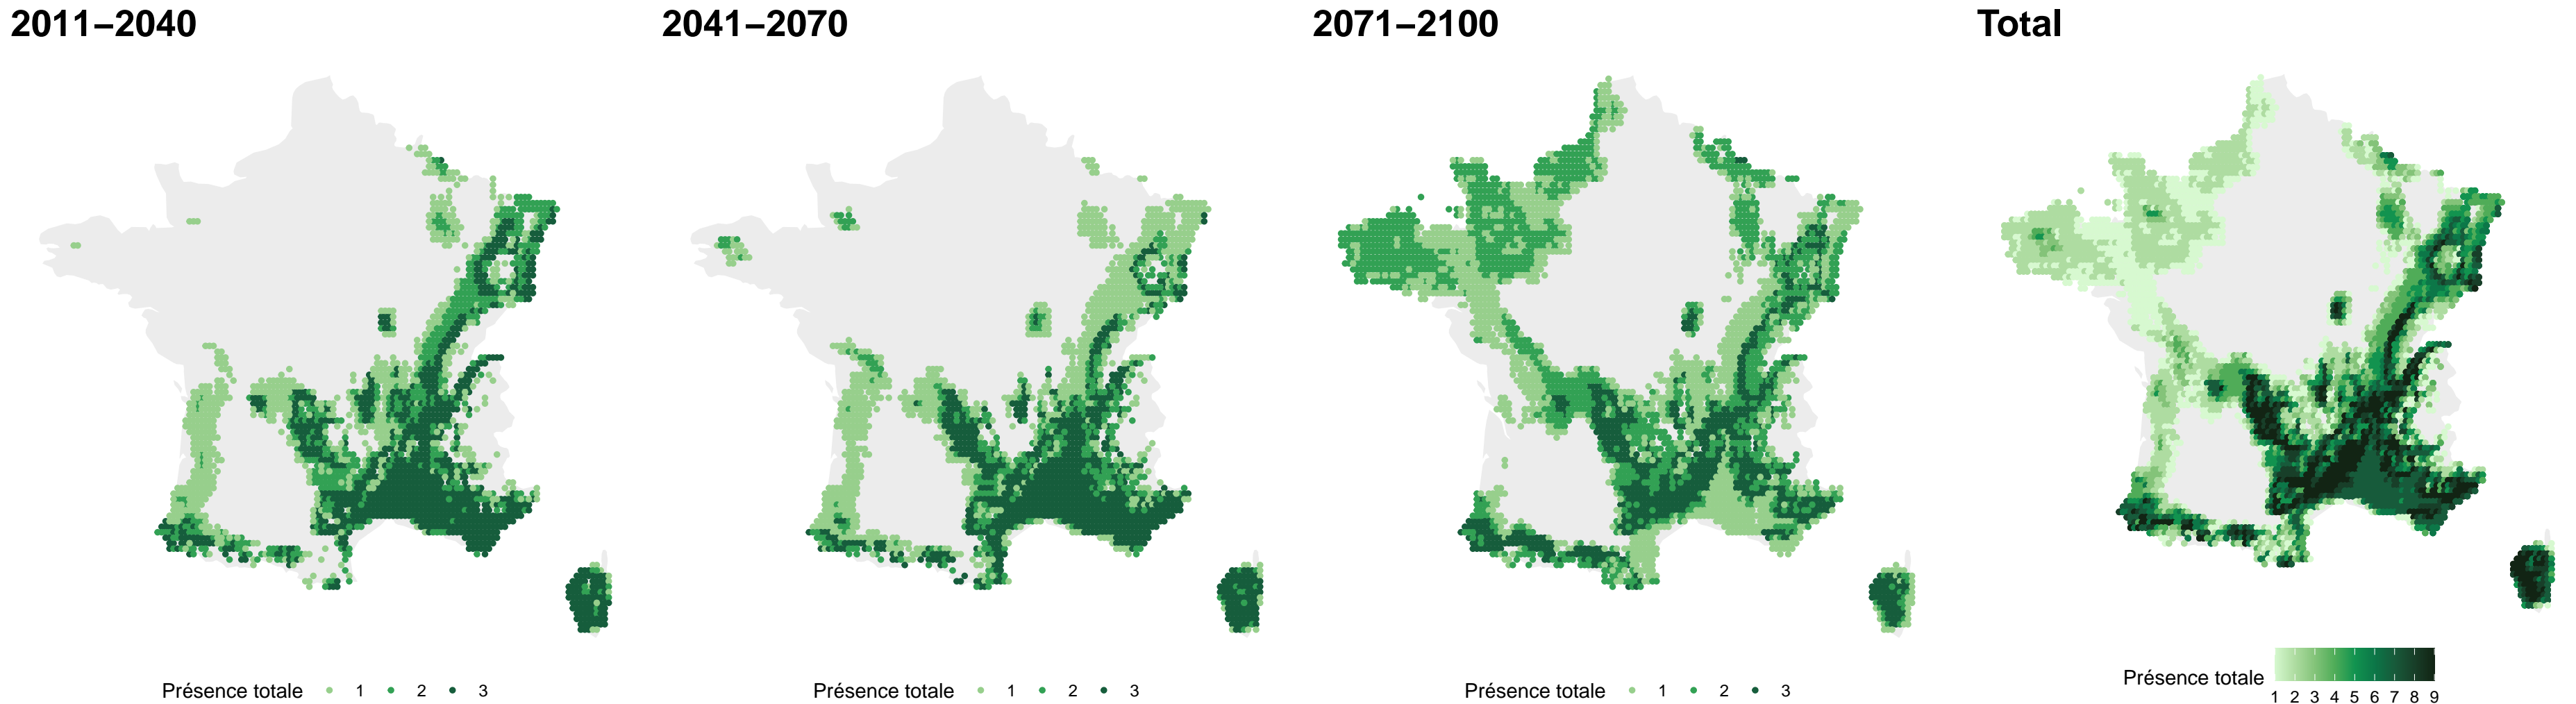 2011–2040
2041–2070
2071–2100
Total
Présence totale 1 2 3
Présence totale 1 2 3
Présence totale 1 2 3
Présence totale
1 2 3 4 5 6 7 8 9